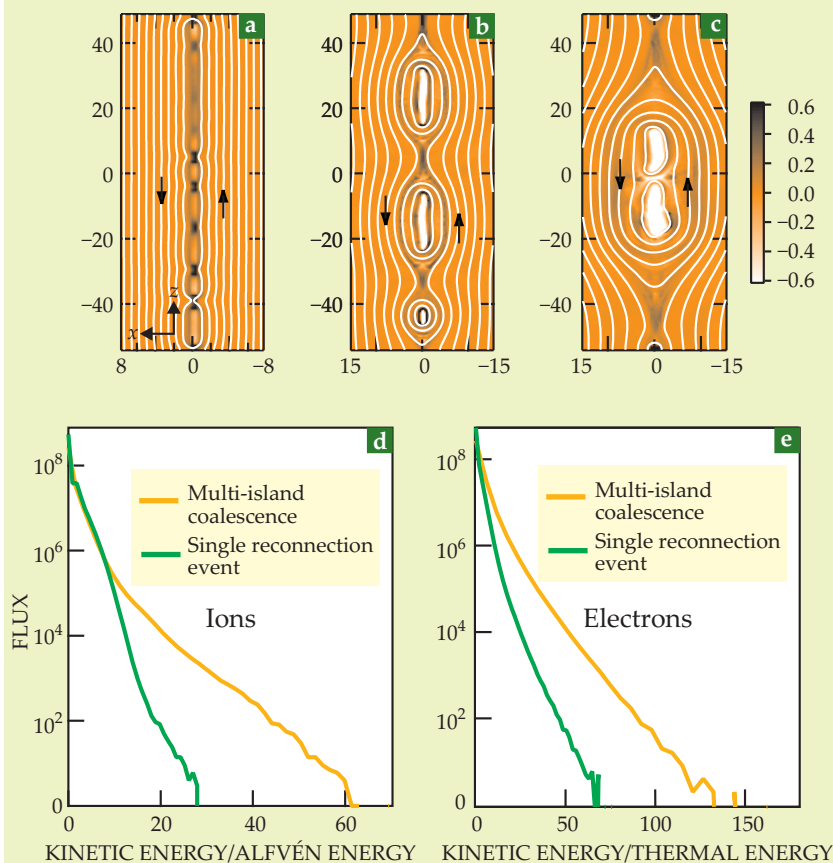 a
b
c
40
20
0
−20
−40
z
x
8
0
−8
40
20
0
−20
−40
15
0
−15
40
20
0
−20
−40
15
0
−15
0.6
0.4
0.2
0.0
−0.2
−0.4
−0.6
d
Multi-island
coalescence
Single reconnection
event
Ions
FLUX
10⁸
10⁶
10⁴
10²
0
0
20
40
60
KINETIC ENERGY/ALFVÉN ENERGY
e
Multi-island
coalescence
Single reconnection
event
Electrons
10⁸
10⁶
10⁴
10²
0
0
50
100
150
KINETIC ENERGY/THERMAL ENERGY